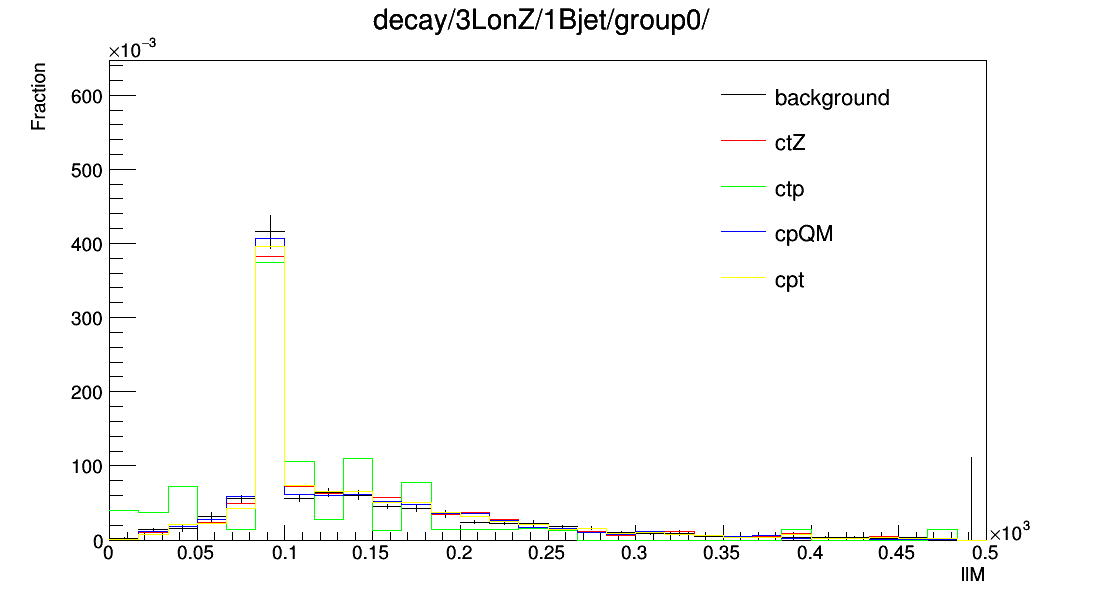 decay/3LonZ/1Bjet/group0/
×10⁻³
Fraction
600
500
400
300
200
100
0
background
ctZ
ctp
cpQM
cpt
0 0.05 0.1 0.15 0.2 0.25 0.3 0.35 0.4 0.45 0.5
×10³
llM